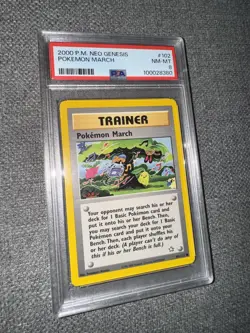 2000 P.M. NEO GENESIS #102
POKEMON MARCH NM-MT
8
PSA 100028380
TRAINER
Pokémon March
Your opponent may search his or her
deck for 1 Basic Pokémon card and
put it onto his or her Bench. Then,
you may search your deck for a Basic
Pokémon card and put it onto your
Bench. Then, each player shuffles his
or her deck. (A player can't do any of
this if his or her Bench is full.)